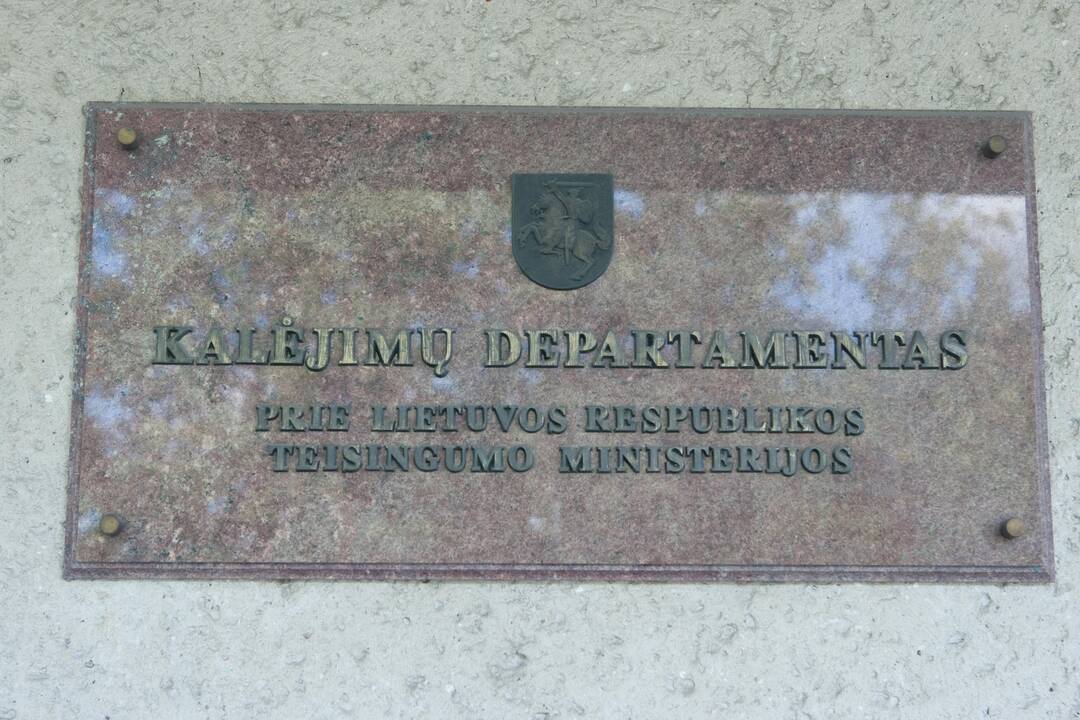 KALĖJIMŲ DEPARTAMENTAS
PRIE LIETUVOS RESPUBLIKOS
TEISINGUMO MINISTERIJOS